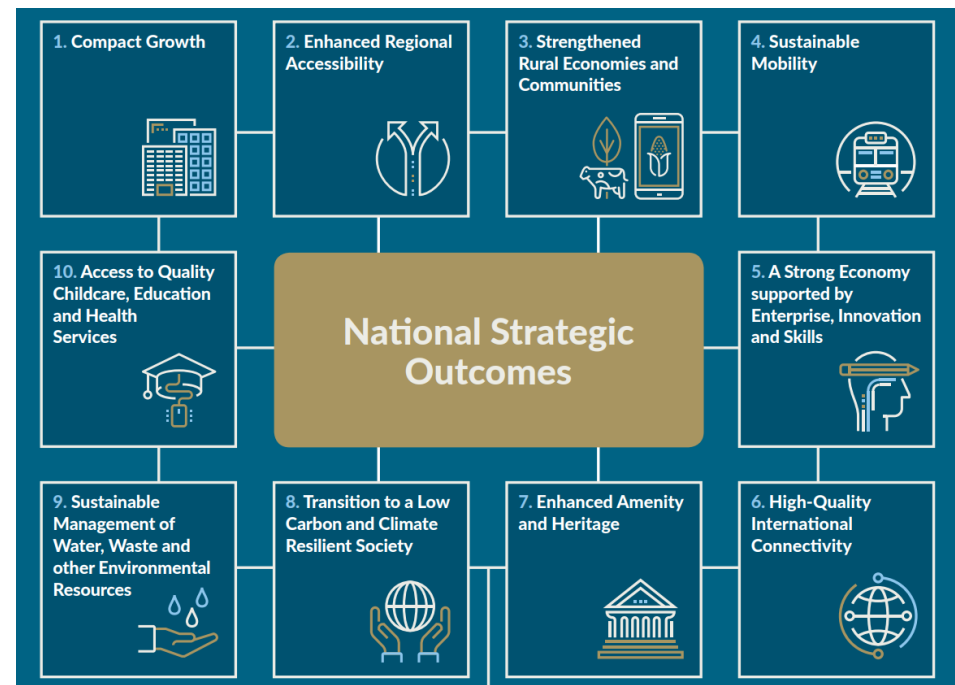 1. Compact Growth
2. Enhanced Regional
Accessibility
3. Strengthened
Rural Economies and
Communities
4. Sustainable
Mobility
10. Access to Quality
Childcare, Education
and Health
Services
National Strategic
Outcomes
5. A Strong Economy
supported by
Enterprise, Innovation
and Skills
9. Sustainable
Management of
Water, Waste and
other Environmental
Resources
8. Transition to a Low
Carbon and Climate
Resilient Society
7. Enhanced Amenity
and Heritage
6. High-Quality
International
Connectivity